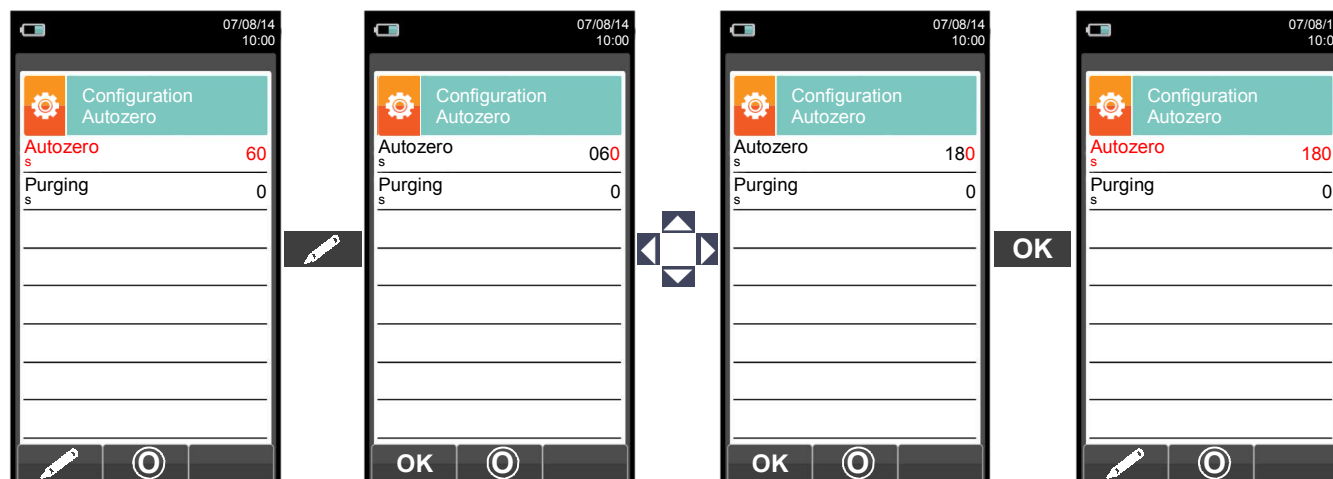 07/08/14
10:00
Configuration
Autozero
Autozero
s
60
Purging
s
0
O
07/08/14
10:00
Configuration
Autozero
Autozero
s
060
Purging
s
0
OK
O
07/08/14
10:00
Configuration
Autozero
Autozero
s
180
Purging
s
0
OK
O
OK
07/08/1
10:0
Configuration
Autozero
Autozero
s
180
Purging
s
0
O